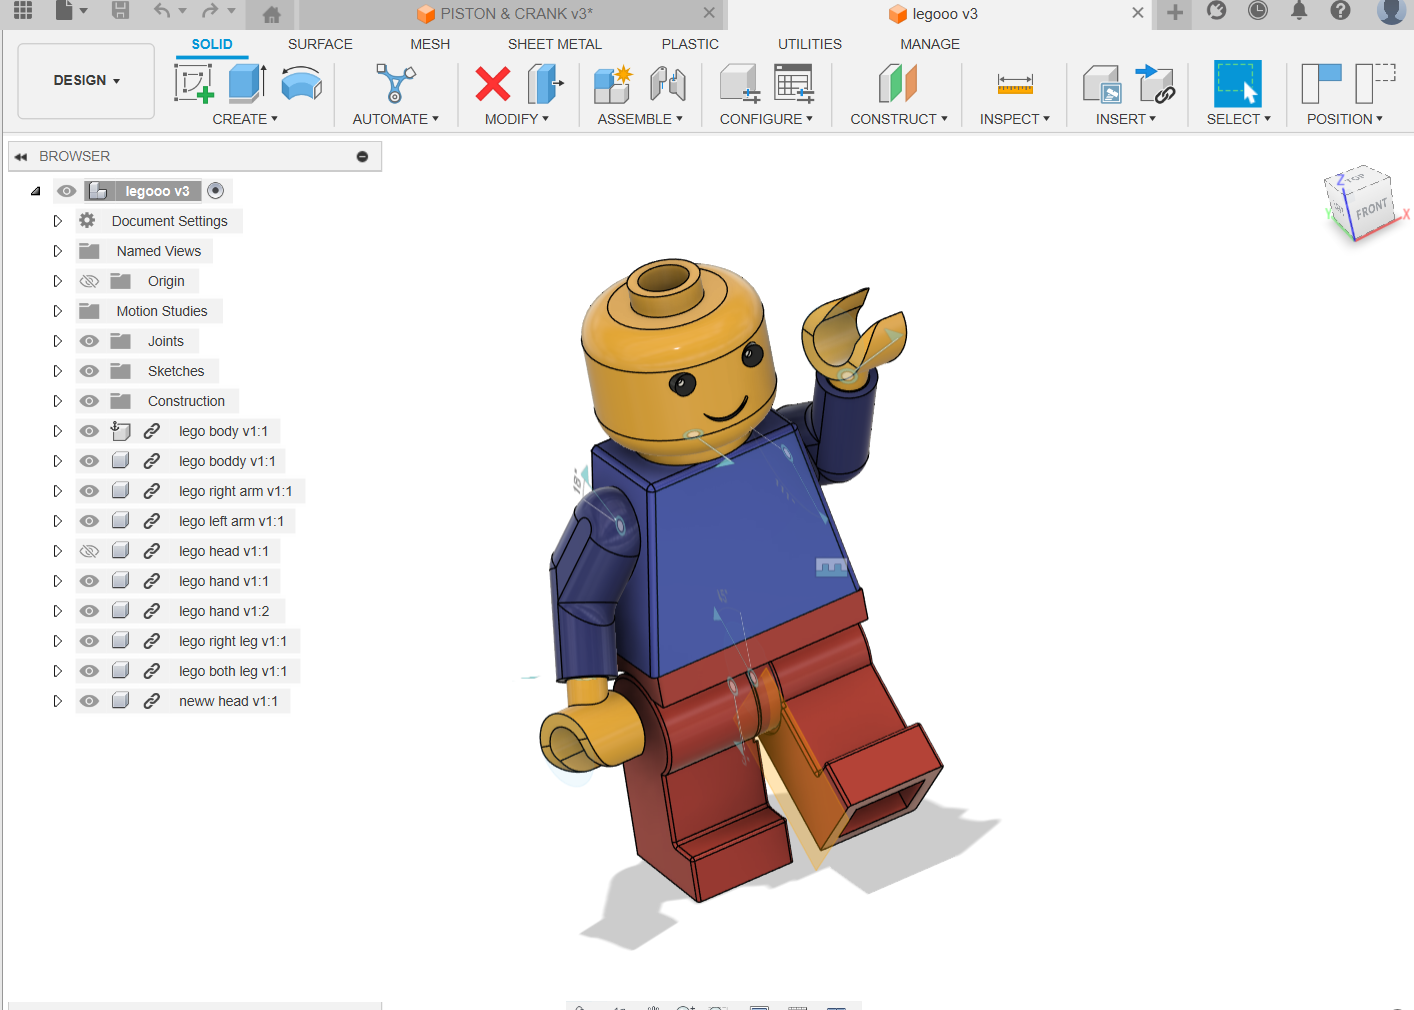 PISTON & CRANK v3*
legooo v3
SOLID SURFACE MESH SHEET METAL PLASTIC UTILITIES MANAGE
DESIGN
CREATE AUTOMATE MODIFY ASSEMBLE CONFIGURE CONSTRUCT INSPECT INSERT SELECT POSITION
BROWSER
legooo v3
Document Settings
Named Views
Origin
Motion Studies
Joints
Sketches
Construction
lego body v1:1
lego boddy v1:1
lego right arm v1:1
lego left arm v1:1
lego head v1:1
lego hand v1:1
lego hand v1:2
lego right leg v1:1
lego both leg v1:1
neww head v1:1
TOP
FRONT
Z
X
Y